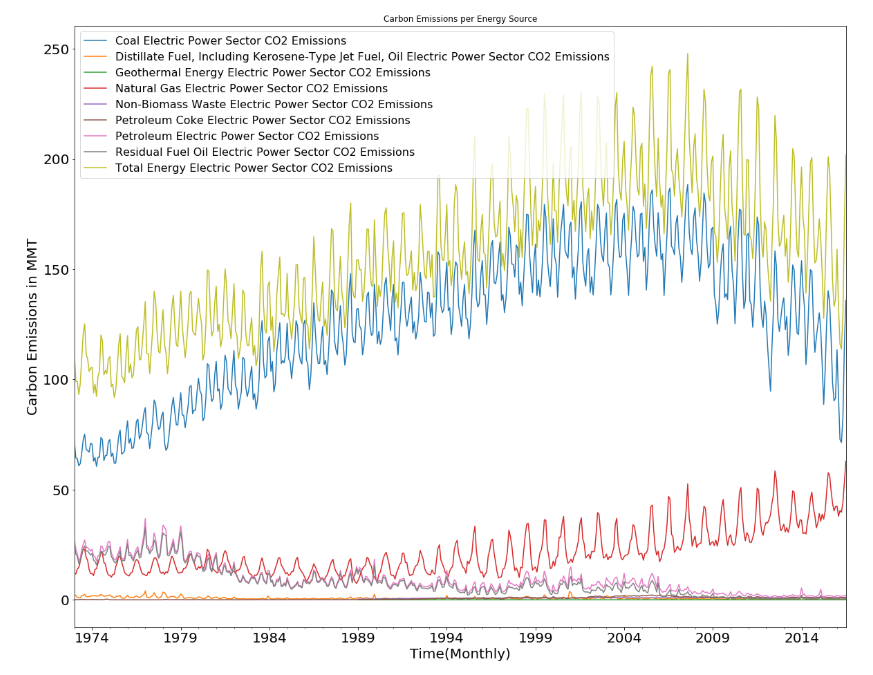 Carbon Emissions per Energy Source
Coal Electric Power Sector CO2 Emissions
Distillate Fuel, Including Kerosene-Type Jet Fuel, Oil Electric Power Sector CO2 Emissions
Geothermal Energy Electric Power Sector CO2 Emissions
Natural Gas Electric Power Sector CO2 Emissions
Non-Biomass Waste Electric Power Sector CO2 Emissions
Petroleum Coke Electric Power Sector CO2 Emissions
Petroleum Electric Power Sector CO2 Emissions
Residual Fuel Oil Electric Power Sector CO2 Emissions
Total Energy Electric Power Sector CO2 Emissions
Carbon Emissions in MMT
250
200
150
100
50
0
1974 1979 1984 1989 1994 1999 2004 2009 2014
Time(Monthly)